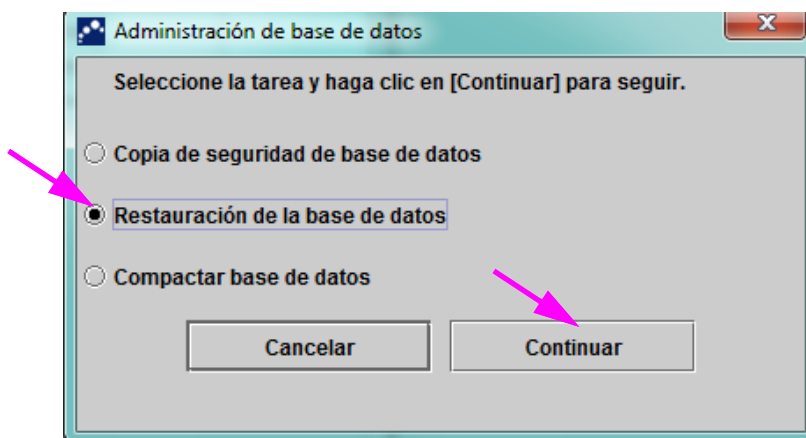 Administración de base de datos
Seleccione la tarea y haga clic en [Continuar] para seguir.
Copia de seguridad de base de datos
Restauración de la base de datos
Compactar base de datos
Cancelar
Continuar